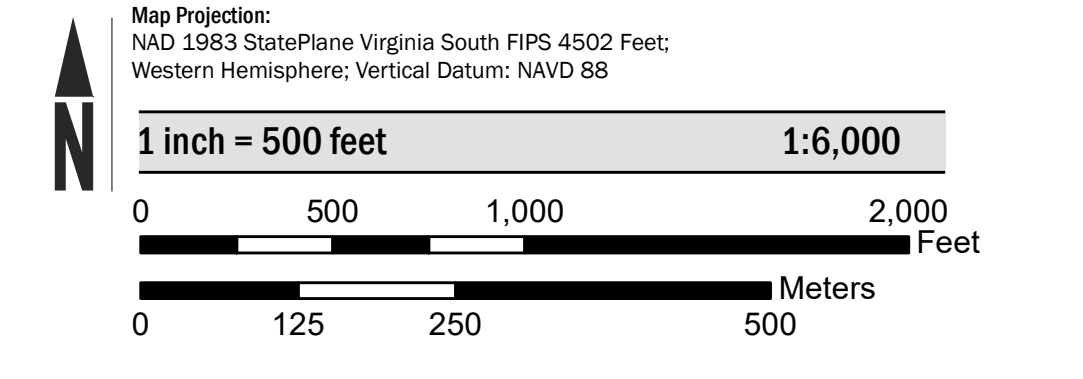 Map Projection:
NAD 1983 StatePlane Virginia South FIPS 4502 Feet;
Western Hemisphere; Vertical Datum: NAVD 88
N
1 inch = 500 feet 1:6,000
0 500 1,000 2,000
Feet
Meters
0 125 250 500